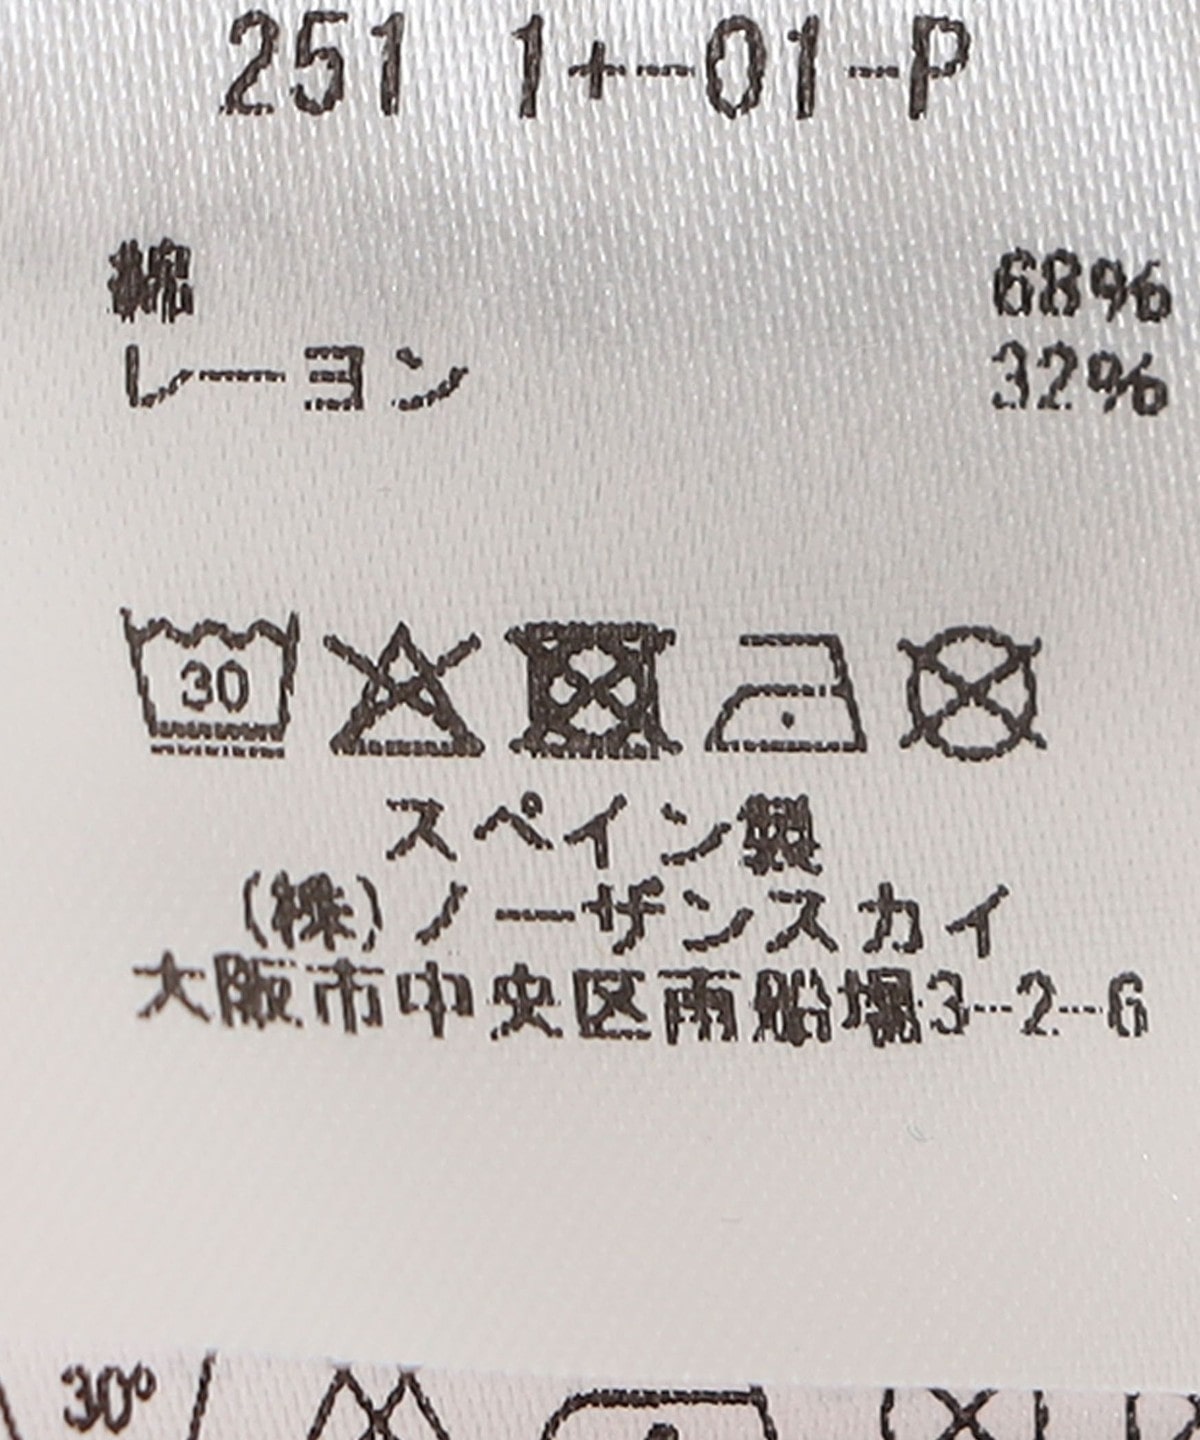 251 1+-01-P
綿 68%
レーヨン 32%
30
スペイン製
(株)ノーザンスカイ
大阪市中央区南船場3-2-6
30°